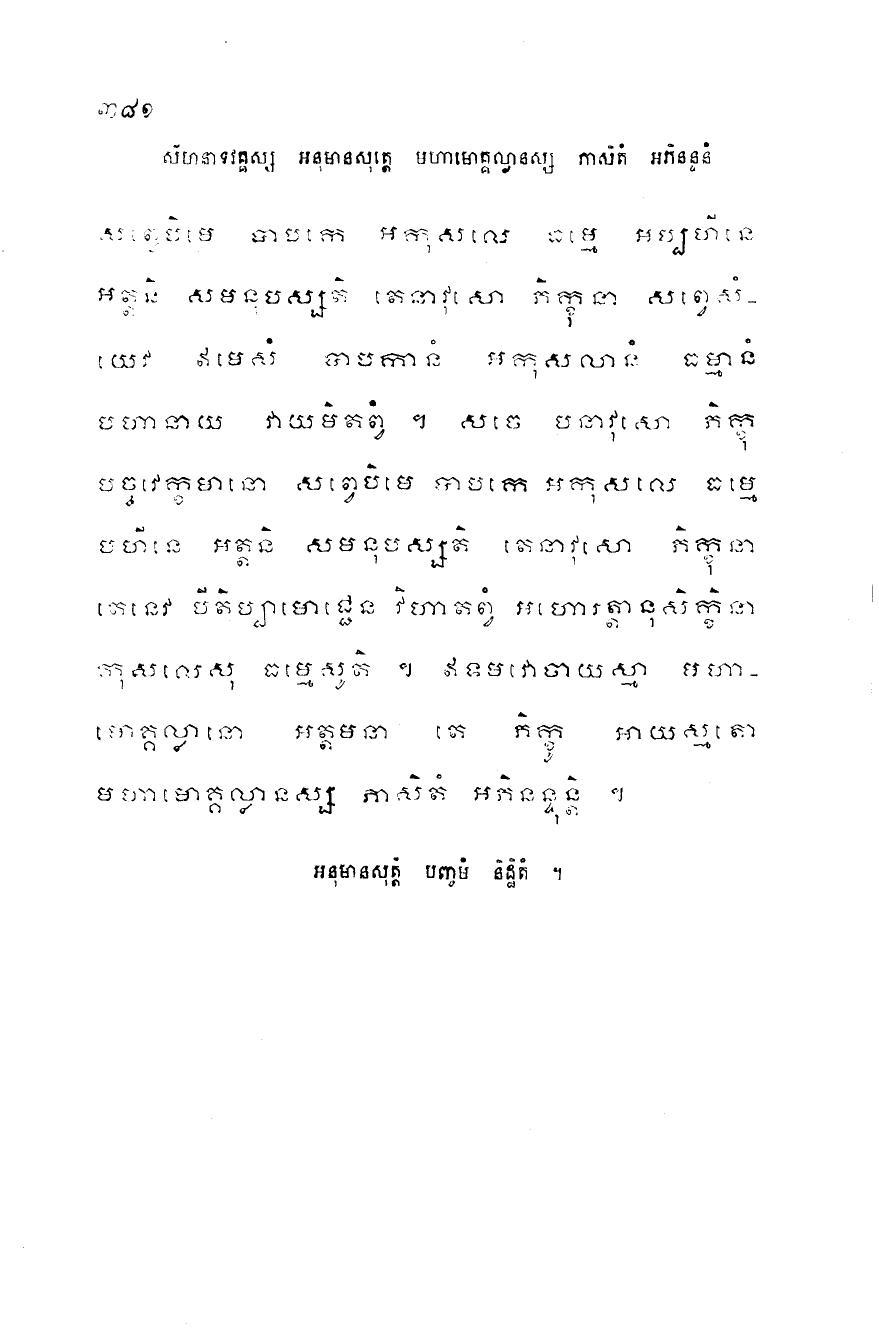 ៣៨១
សីហនាទវគ្គស្ស អនុមានសុត្តេ មហាមោគ្គល្លានស្ស ភាសិតំ អភិនន្ទនំ
សព្វេបិមេ បាបកេ អកុសលេ ធម្មេ អប្បហីនេ
អត្តនិ សមនុបស្សតិ តេនាវុសោ ភិក្ខុនា សព្វេសំ-
យេវ ឥមេសំ បាបកានំ អកុសលានំ ធម្មានំ
បហានាយ វាយមិតព្វំ ។ សចេ បនាវុសោ ភិក្ខុ
បច្ចវេក្ខមានោ សព្វេបិមេ បាបកេ អកុសលេ ធម្មេ
បហីនេ អត្តនិ សមនុបស្សតិ តេនាវុសោ ភិក្ខុនា
តេនេវ បីតិប្បាមោជ្ជេន វិហាតព្វំ អហោរត្តានុសិក្ខិនា
កុសលេសុ ធម្មេសូតិ ។ ឥទមវោចាយស្មា មហា-
មោគ្គល្លានោ អត្តមនា តេ ភិក្ខូ អាយស្មតោ
មហាមោគ្គល្លានស្ស ភាសិតំ អភិនន្ទុន្តិ ។
អនុមានសុត្តំ បញ្ចមំ និដ្ឋិតំ ។